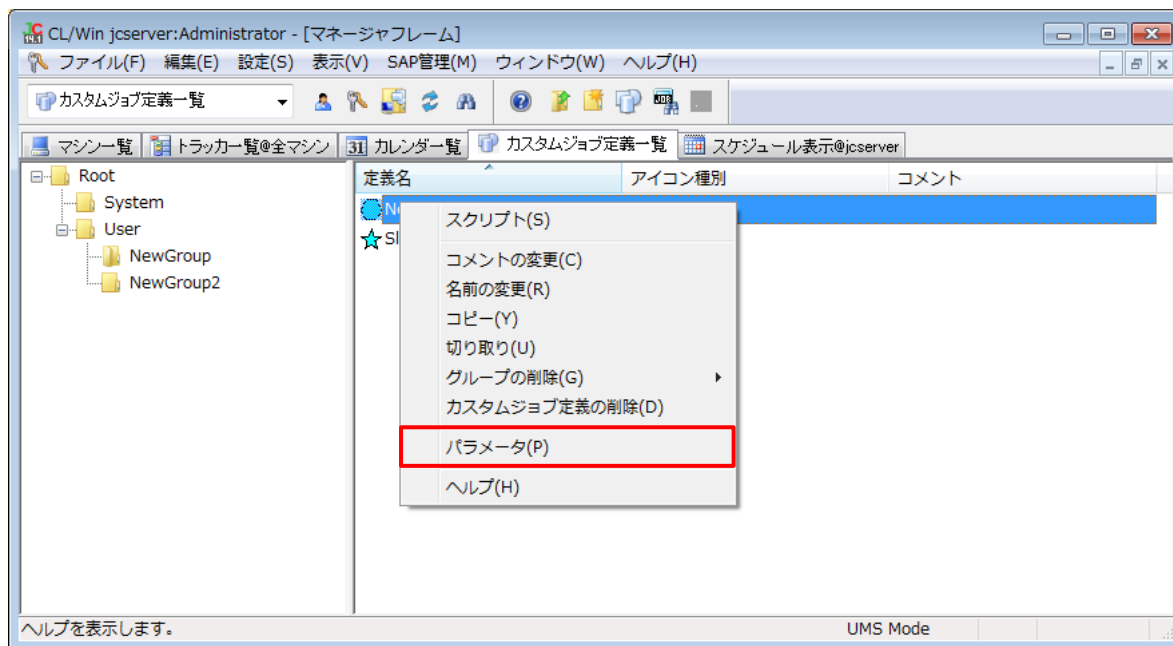 CL/Win jcserver:Administrator - [マネージャフレーム]
ファイル(F) 編集(E) 設定(S) 表示(V) SAP管理(M) ウィンドウ(W) ヘルプ(H)
カスタムジョブ定義一覧
マシン一覧 トラッカ一覧@全マシン 31 カレンダー一覧 カスタムジョブ定義一覧 スケジュール表示@jcserver
Root
System
User
NewGroup
NewGroup2
定義名 アイコン種別 コメント
スクリプト(S)
コメントの変更(C)
名前の変更(R)
コピー(Y)
切り取り(U)
グループの削除(G)
カスタムジョブ定義の削除(D)
パラメータ(P)
ヘルプ(H)
ヘルプを表示します。 UMS Mode